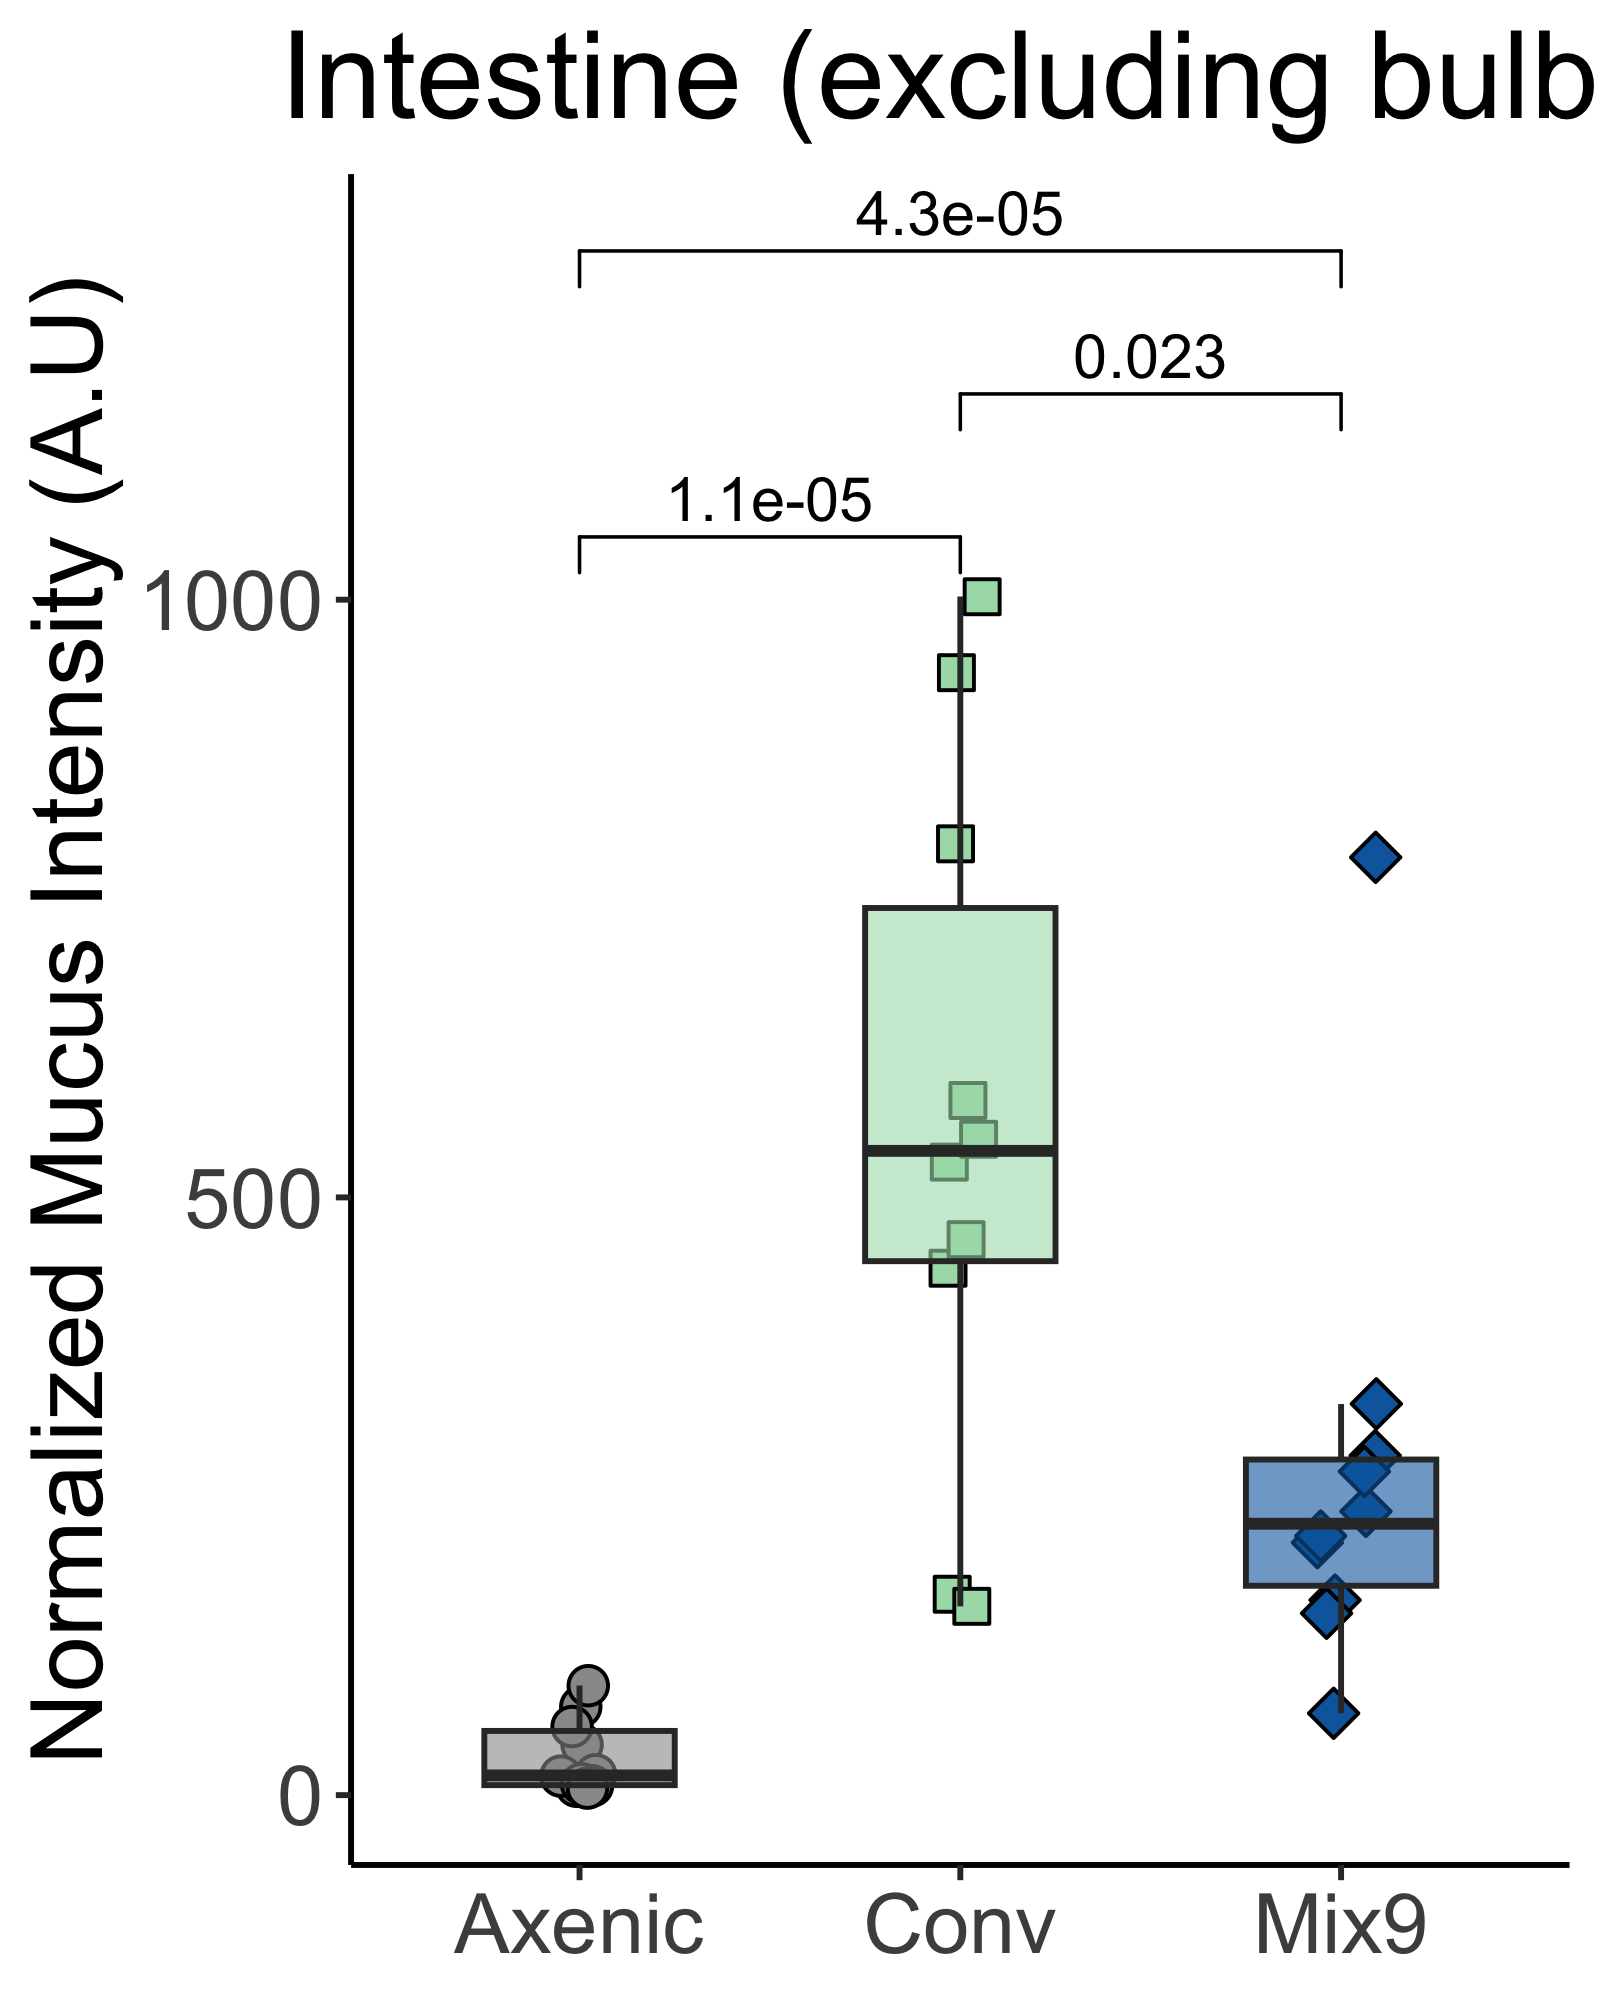 Intestine (excluding bulb
4.3e-05
0.023
1.1e-05
Normalized Mucus Intensity (A.U)
1000
500
0
Axenic Conv Mix9